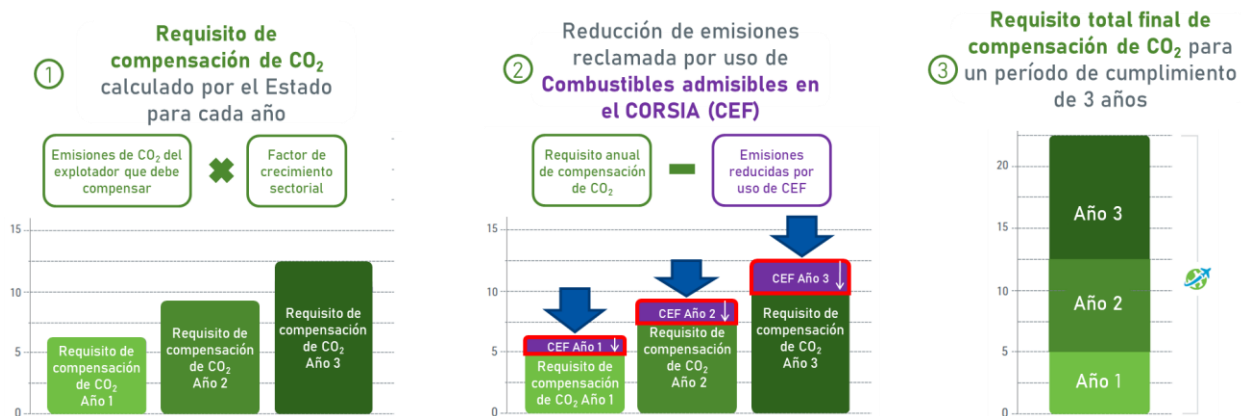 1
Requisito de
compensación de CO₂
calculado por el Estado
para cada año
Emisiones de CO₂ del
explotador que debe
compensar
Factor de
crecimiento
sectorial
15
10
5
0
Requisito de
compensación
de CO₂
Año 1
Requisito de
compensación
de CO₂
Año 2
Requisito de
compensación
de CO₂
Año 3
2
Reducción de emisiones
reclamada por uso de
Combustibles admisibles en
el CORSIA (CEF)
Requisito anual
de compensación
de CO₂
Emisiones
reducidas por
uso de CEF
15
10
5
0
CEF Año 1
Requisito de
compensación
de CO₂ Año 1
CEF Año 2
Requisito de
compensación
de CO₂
Año 2
CEF Año 3
Requisito de
compensación
de CO₂
Año 3
3
Requisito total final de
compensación de CO₂ para
un período de cumplimiento
de 3 años
20
15
10
5
0
Año 3
Año 2
Año 1